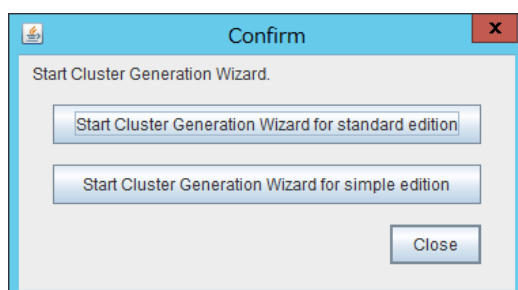 Confirm
x
Start Cluster Generation Wizard.
Start Cluster Generation Wizard for standard edition
Start Cluster Generation Wizard for simple edition
Close